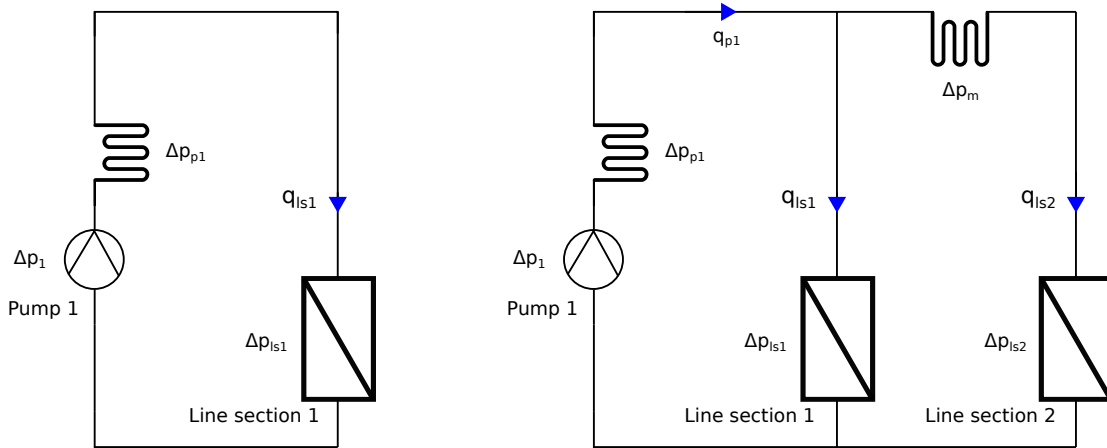 Δp_p1
q_ls1
Δp_1
Pump 1
Δp_ls1
Line section 1
q_p1
Δp_m
Δp_p1
q_ls1
q_ls2
Δp_1
Pump 1
Δp_ls1
Δp_ls2
Line section 1
Line section 2